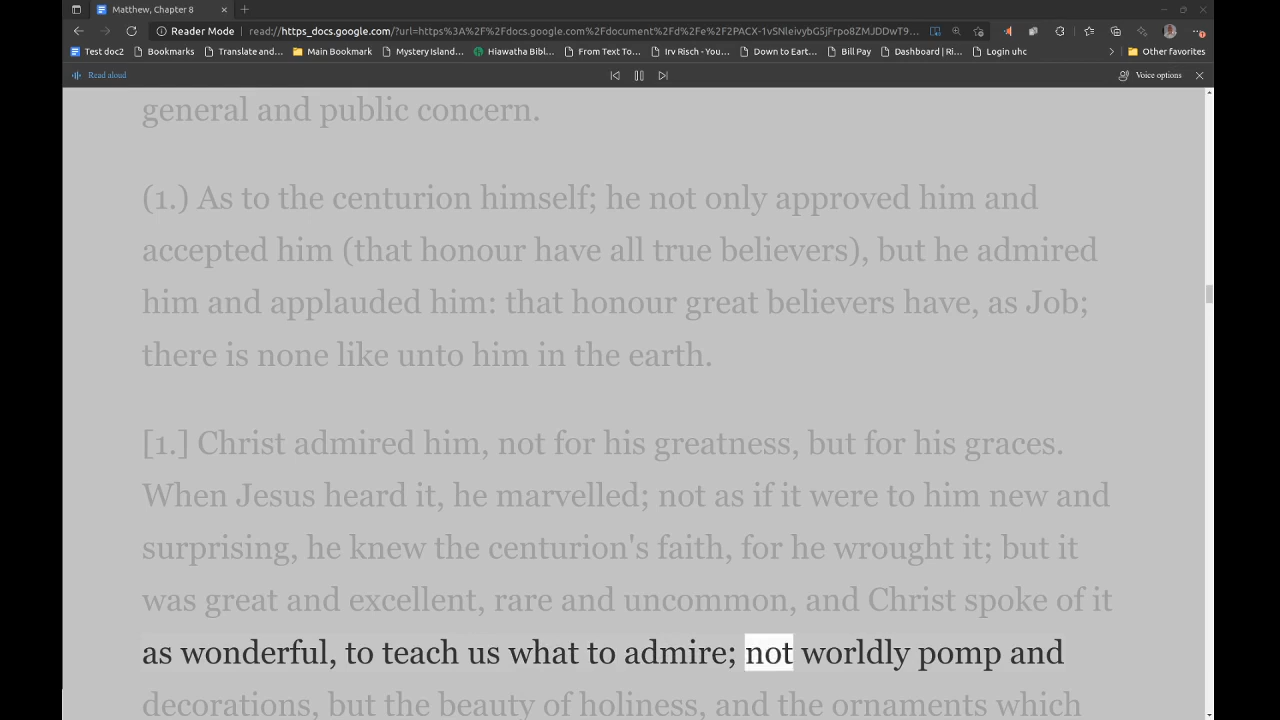 Matthew, Chapter 8
Reader Mode
read://https_docs.google.com/?url=https%3A%2F%2Fdocs.google.com%2Fdocument%2Fd%2Fe%2F2PACX-1vSNleivybG5jFrpo8ZMJDDwT9...
Test doc2 Bookmarks Translate and... Main Bookmark Mystery Island... Hiawatha Bibl... From Text To... Irv Risch - You... Down to Eart... Bill Pay Dashboard | Ri... Login uhc Other favorites
Read aloud Voice options
general and public concern.
(1.) As to the centurion himself; he not only approved him and
accepted him (that honour have all true believers), but he admired
him and applauded him: that honour great believers have, as Job;
there is none like unto him in the earth.
[1.] Christ admired him, not for his greatness, but for his graces.
When Jesus heard it, he marvelled; not as if it were to him new and
surprising, he knew the centurion's faith, for he wrought it; but it
was great and excellent, rare and uncommon, and Christ spoke of it
as wonderful, to teach us what to admire; not worldly pomp and
decorations, but the beauty of holiness, and the ornaments which